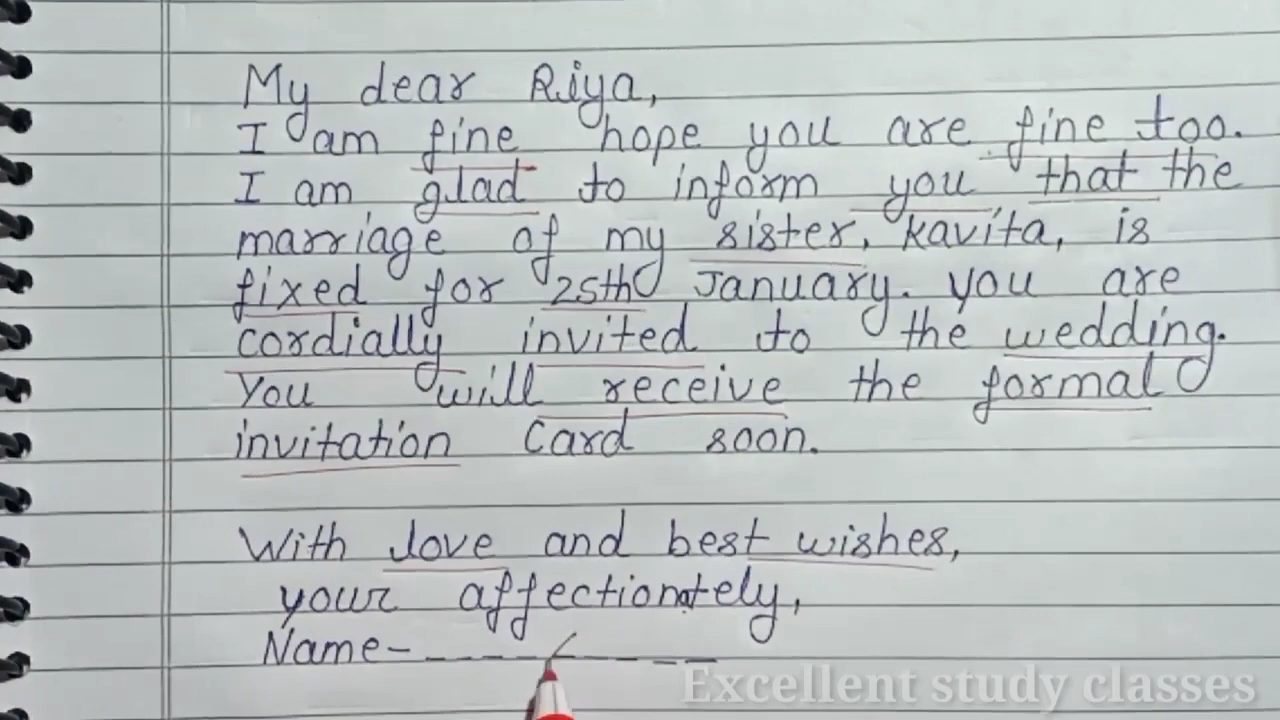 My dear Riya,
I am fine hope you are fine too.
I am glad to inform you that the
marriage of my sister, Kavita, is
fixed for 25th January. You are
cordially invited to the wedding.
You will receive the formal
invitation Card soon.
With love and best wishes,
your affectionately,
Name- _ _ _ _ _ _ _ _
Excellent study classes